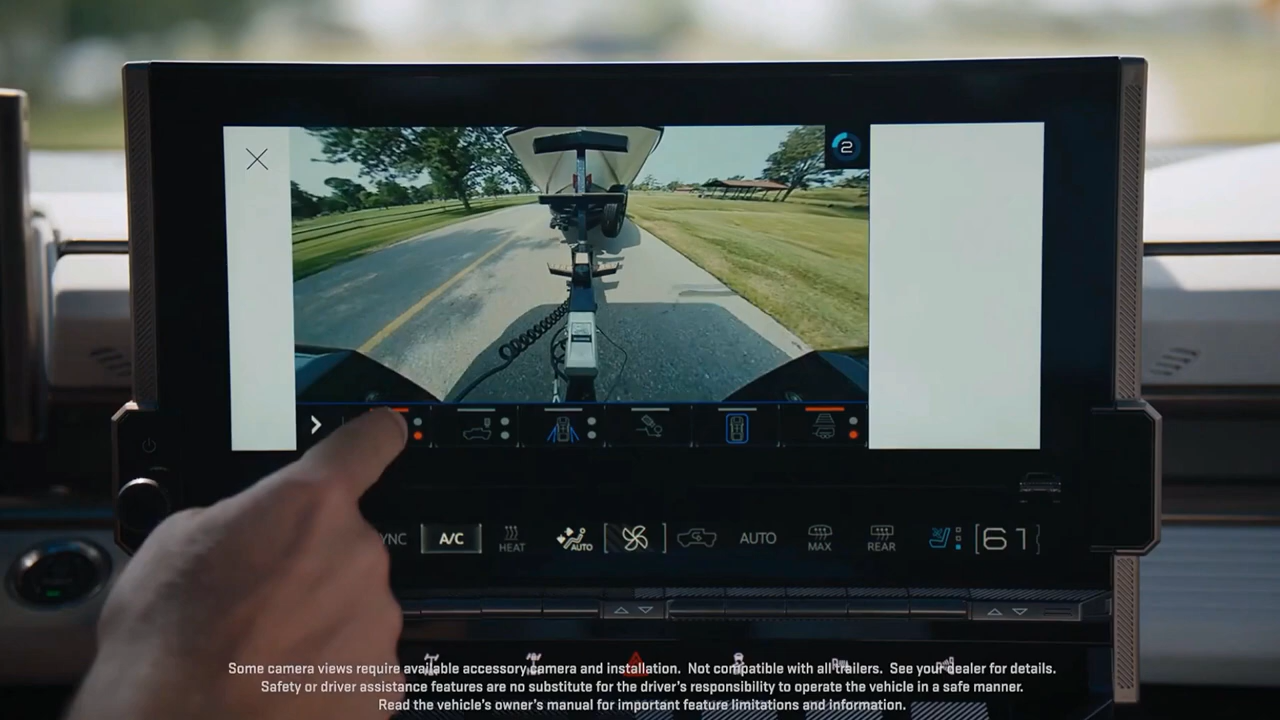 2
YNC A/C HEAT AUTO AUTO MAX REAR 61
Some camera views require available accessory camera and installation. Not compatible with all trailers. See your dealer for details.
Safety or driver assistance features are no substitute for the driver's responsibility to operate the vehicle in a safe manner.
Read the vehicle's owner's manual for important feature limitations and information.